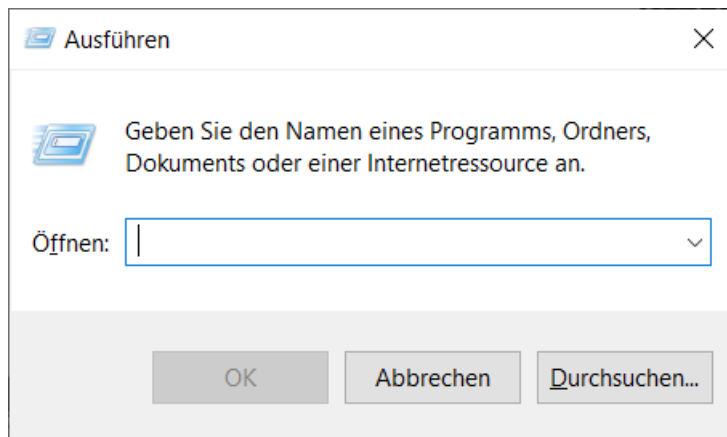 Ausführen
Geben Sie den Namen eines Programms, Ordners,
Dokuments oder einer Internetressource an.
Öffnen:
OK Abbrechen Durchsuchen...